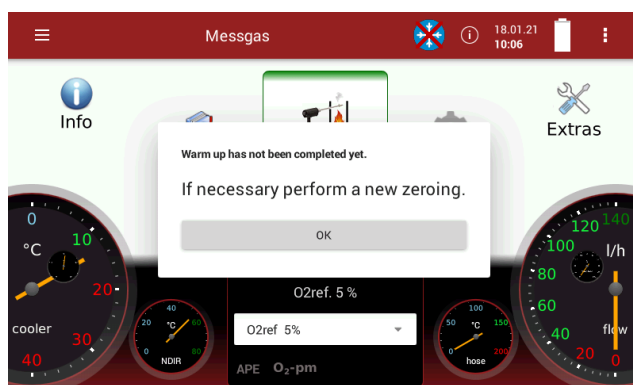 Messgas
18.01.21
10:06
Info
Extras
Warm up has not been completed yet.
If necessary perform a new zeroing.
OK
0
°C
10
20
cooler
30
40
40
20
°C
60
0
80
NDIR
O2ref. 5 %
O2ref 5%
APE O₂-pm
100
50
°C
150
0
200
hose
140
120
100
l/h
80
60
flow
40
20
0